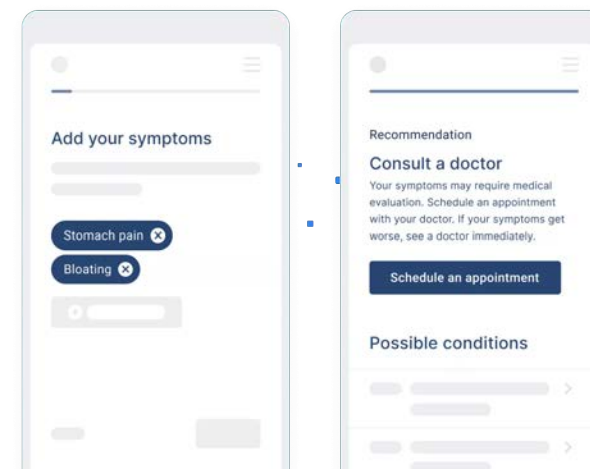 Add your symptoms
Stomach pain
Bloating
Recommendation
Consult a doctor
Your symptoms may require medical
evaluation. Schedule an appointment
with your doctor. If your symptoms get
worse, see a doctor immediately.
Schedule an appointment
Possible conditions